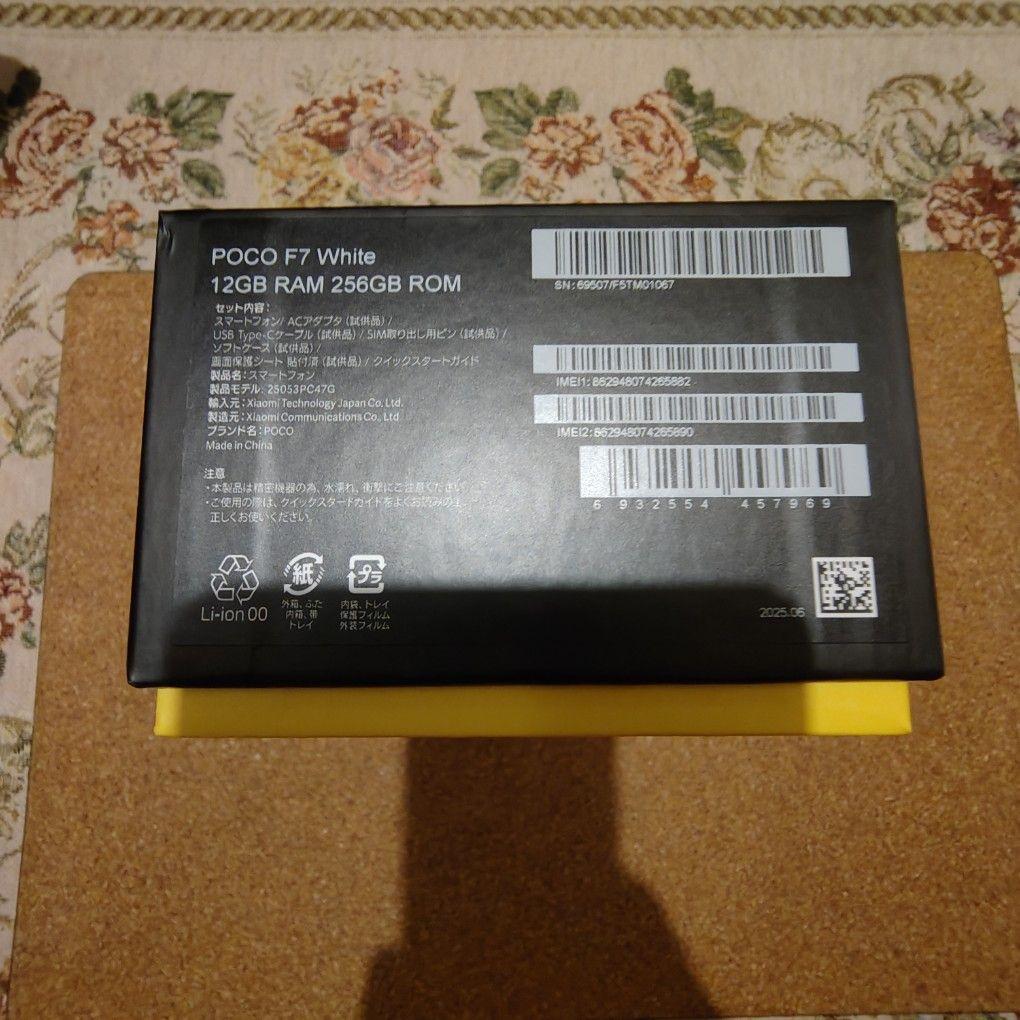 POCO F7 White
12GB RAM 256GB ROM
セット内容：
スマートフォン/ ACアダプタ（試供品）/
USB Type-Cケーブル（試供品）/ SIM取り出し用ピン（試供品）/
ソフトケース（試供品）/
画面保護シート 貼付済（試供品）/ クイックスタートガイド
製品名：スマートフォン
製品モデル：25053PC47G
輸入元：Xiaomi Technology Japan Co., Ltd.
製造元：Xiaomi Communications Co., Ltd
ブランド名：POCO
Made in China
注意
・本製品は精密機器の為、水濡れ、衝撃にご注意ください。
・ご使用の際は、クイックスタートガイドをよくお読みの上、
正しくお使いください。
Li-ion 00
紙
外箱、ふた
内箱、帯
トレイ
プラ
内袋、トレイ
保護フィルム
外装フィルム
SN: 69507/F5TM01067
IMEI1: 862948074265882
IMEI2: 862948074265890
6 932554 457969
2025.06